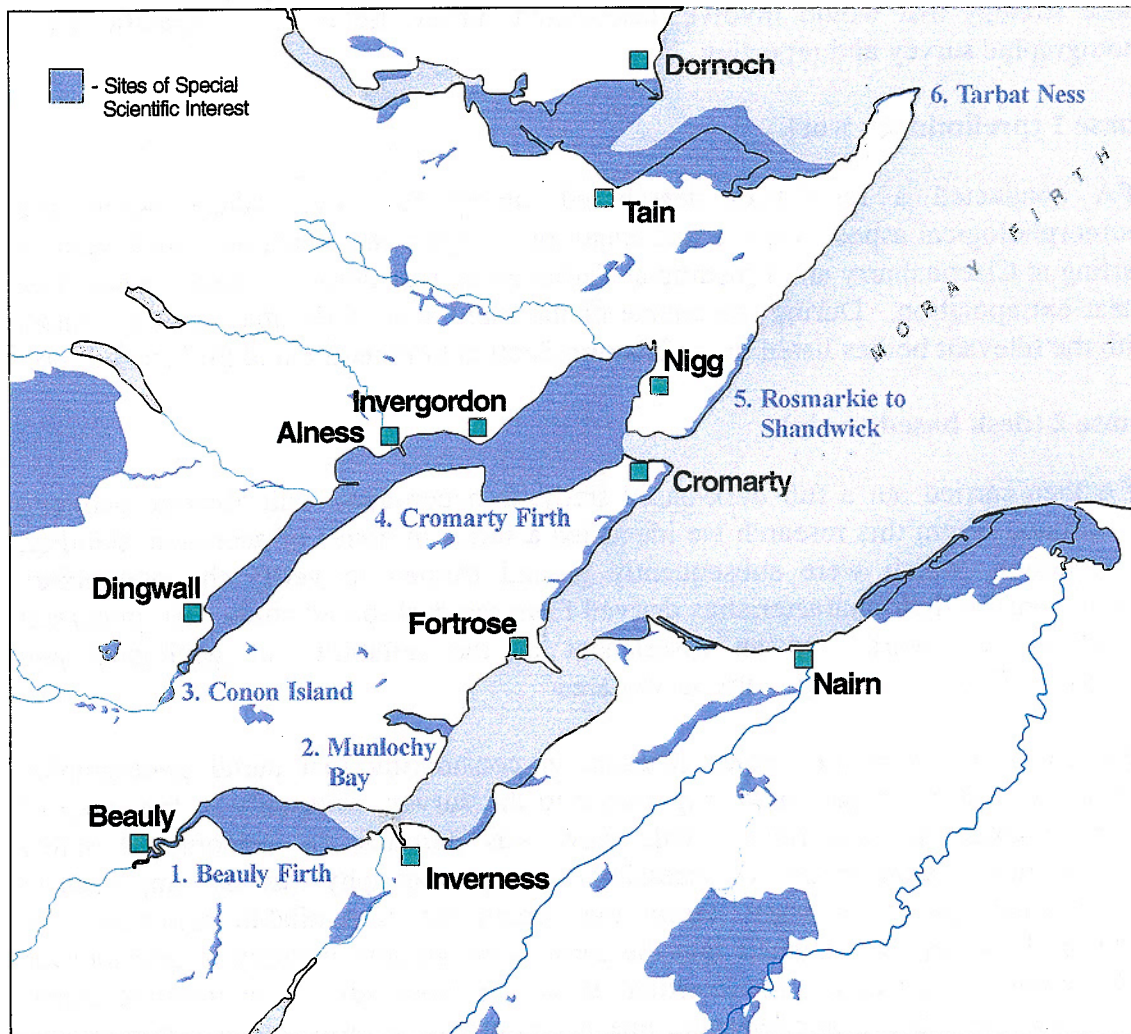 - Sites of Special
Scientific Interest
Dornoch
6. Tarbat Ness
Tain
MORAY FIRTH
Nigg
Invergordon
Alness
5. Rosmarkie to
Shandwick
Cromarty
4. Cromarty Firth
Dingwall
Fortrose
Nairn
3. Conon Island
2. Munlochy
Bay
Beauly
1. Beauly Firth
Inverness